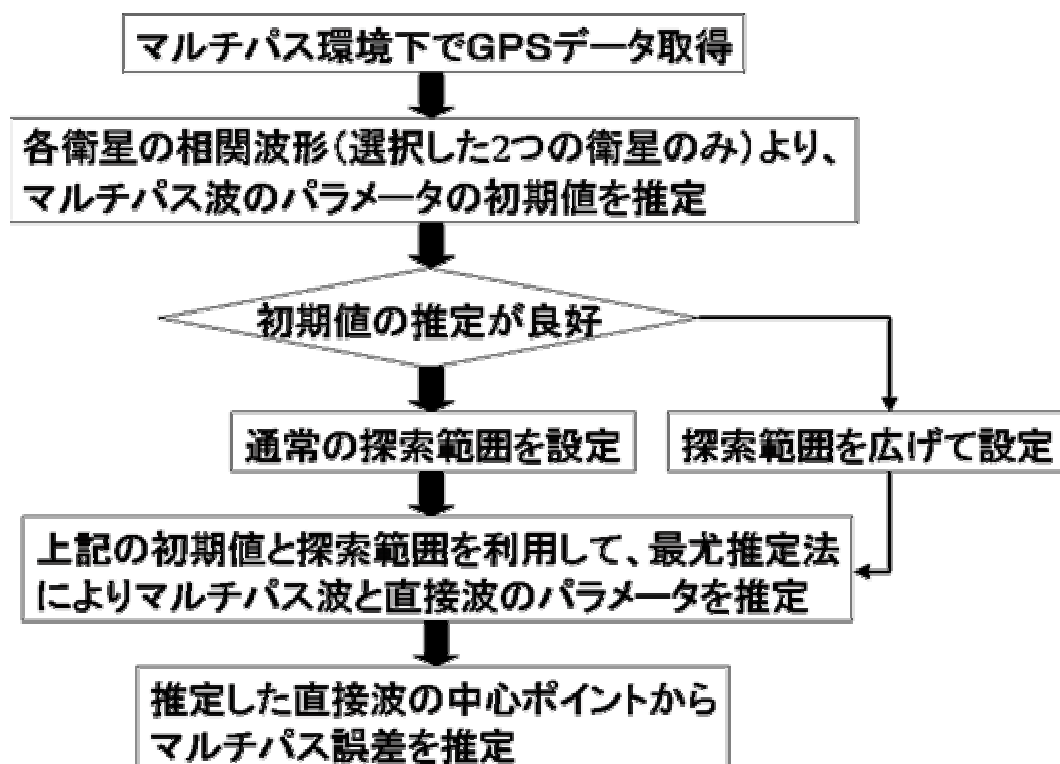 マルチパス環境下でGPSデータ取得
各衛星の相関波形(選択した2つの衛星のみ)より、
マルチパス波のパラメータの初期値を推定
初期値の推定が良好
通常の探索範囲を設定
探索範囲を広げて設定
上記の初期値と探索範囲を利用して、最尤推定法
によりマルチパス波と直接波のパラメータを推定
推定した直接波の中心ポイントから
マルチパス誤差を推定